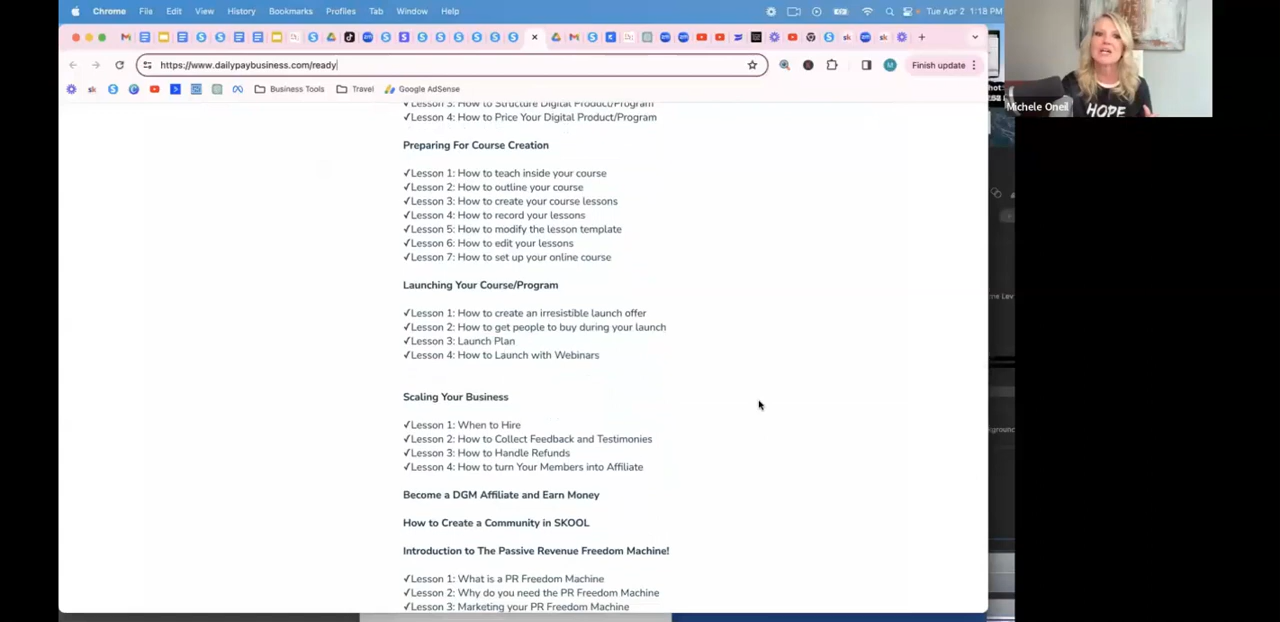 Chrome File Edit View History Bookmarks Profiles Tab Window Help Tue Apr 2 1:18 PM
https://www.dailypaybusiness.com/ready
Finish update
Business Tools Travel Google AdSense
Michele Oneil
HOPE
Lesson 3: How to Structure Digital Product/Program
✓Lesson 4: How to Price Your Digital Product/Program
Preparing For Course Creation
✓Lesson 1: How to teach inside your course
✓Lesson 2: How to outline your course
✓Lesson 3: How to create your course lessons
✓Lesson 4: How to record your lessons
✓Lesson 5: How to modify the lesson template
✓Lesson 6: How to edit your lessons
✓Lesson 7: How to set up your online course
Launching Your Course/Program
✓Lesson 1: How to create an irresistible launch offer
✓Lesson 2: How to get people to buy during your launch
✓Lesson 3: Launch Plan
✓Lesson 4: How to Launch with Webinars
Scaling Your Business
✓Lesson 1: When to Hire
✓Lesson 2: How to Collect Feedback and Testimonies
✓Lesson 3: How to Handle Refunds
✓Lesson 4: How to turn Your Members into Affiliate
Become a DGM Affiliate and Earn Money
How to Create a Community in SKOOL
Introduction to The Passive Revenue Freedom Machine!
✓Lesson 1: What is a PR Freedom Machine
✓Lesson 2: Why do you need the PR Freedom Machine
✓Lesson 3: Marketing your PR Freedom Machine